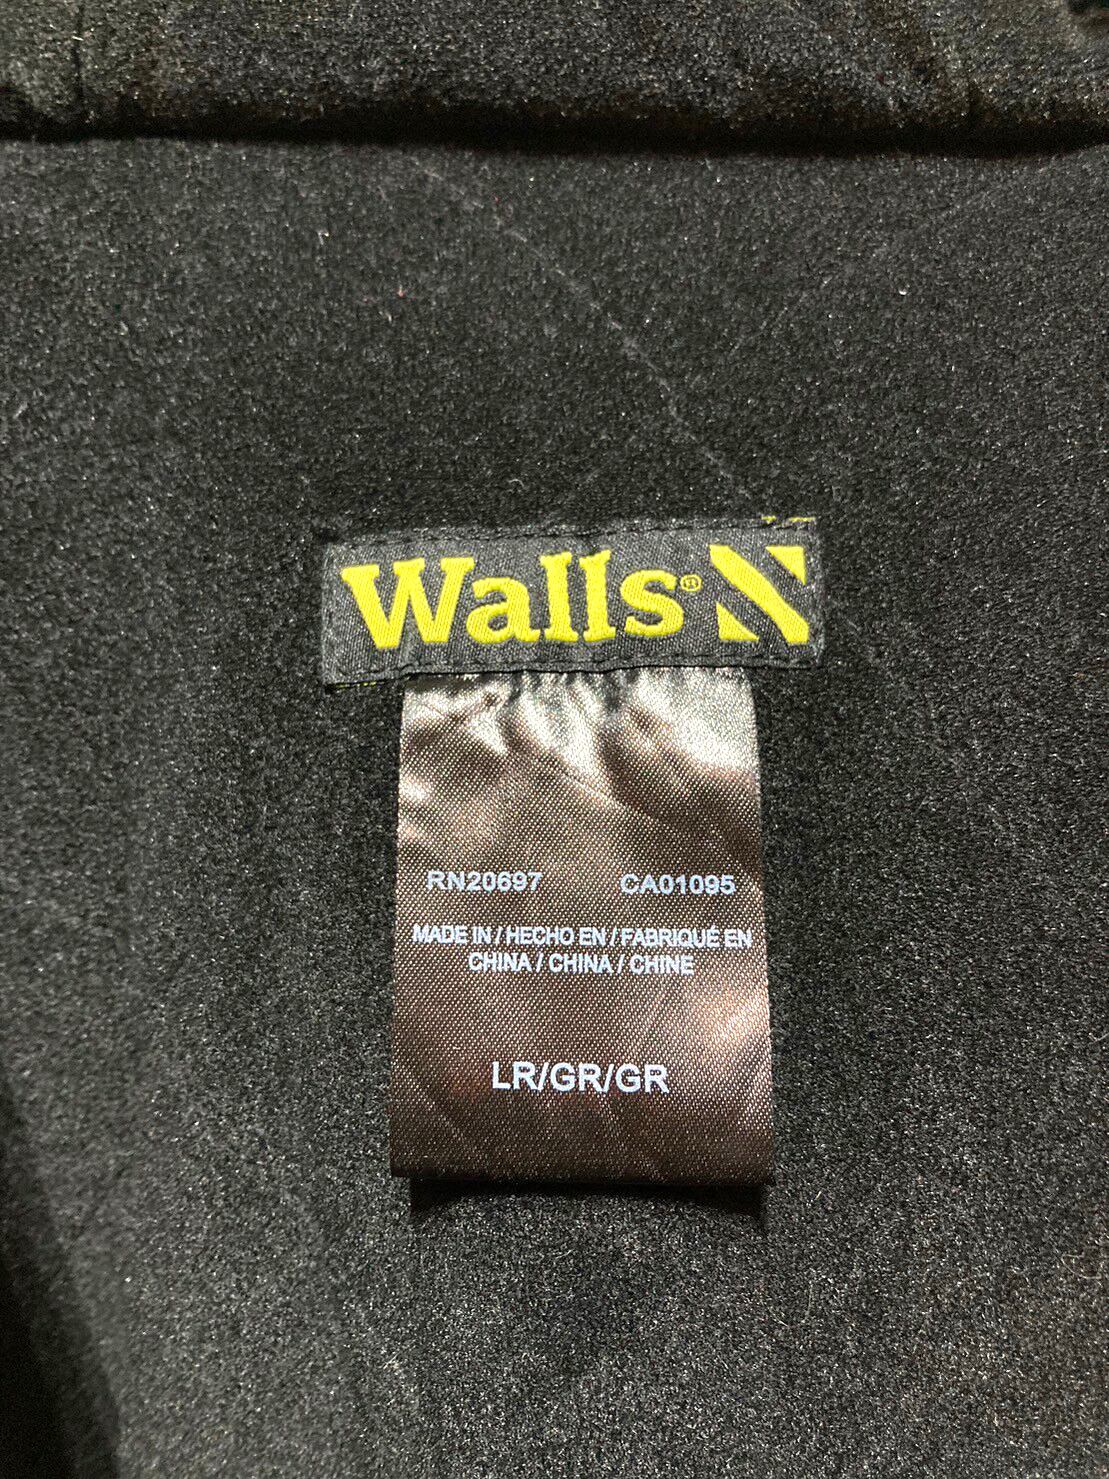 Walls®
RN20697 CA01095
MADE IN / HECHO EN / FABRIQUÉ EN
CHINA / CHINA / CHINE
LR/GR/GR